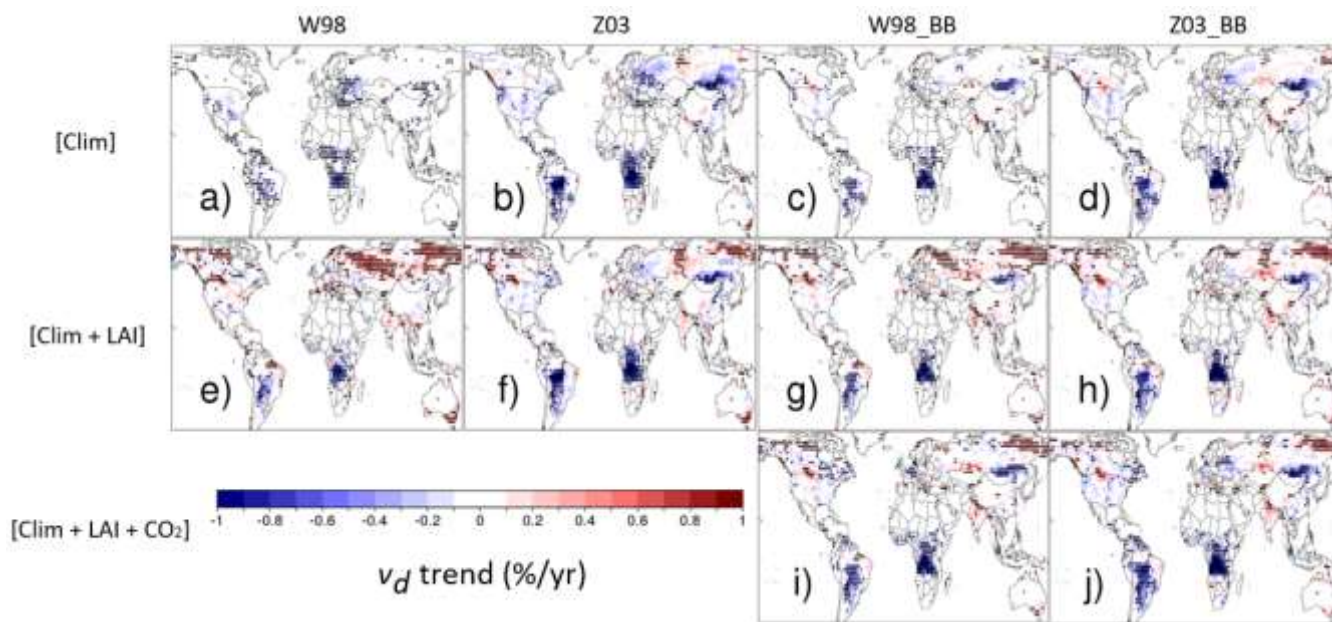 W98 Z03 W98_BB Z03_BB
[Clim]
a) b) c) d)
[Clim + LAI]
e) f) g) h)
[Clim + LAI + CO₂]
-1 -0.8 -0.6 -0.4 -0.2 0 0.2 0.4 0.6 0.8 1
v_d trend (%/yr)
i) j)